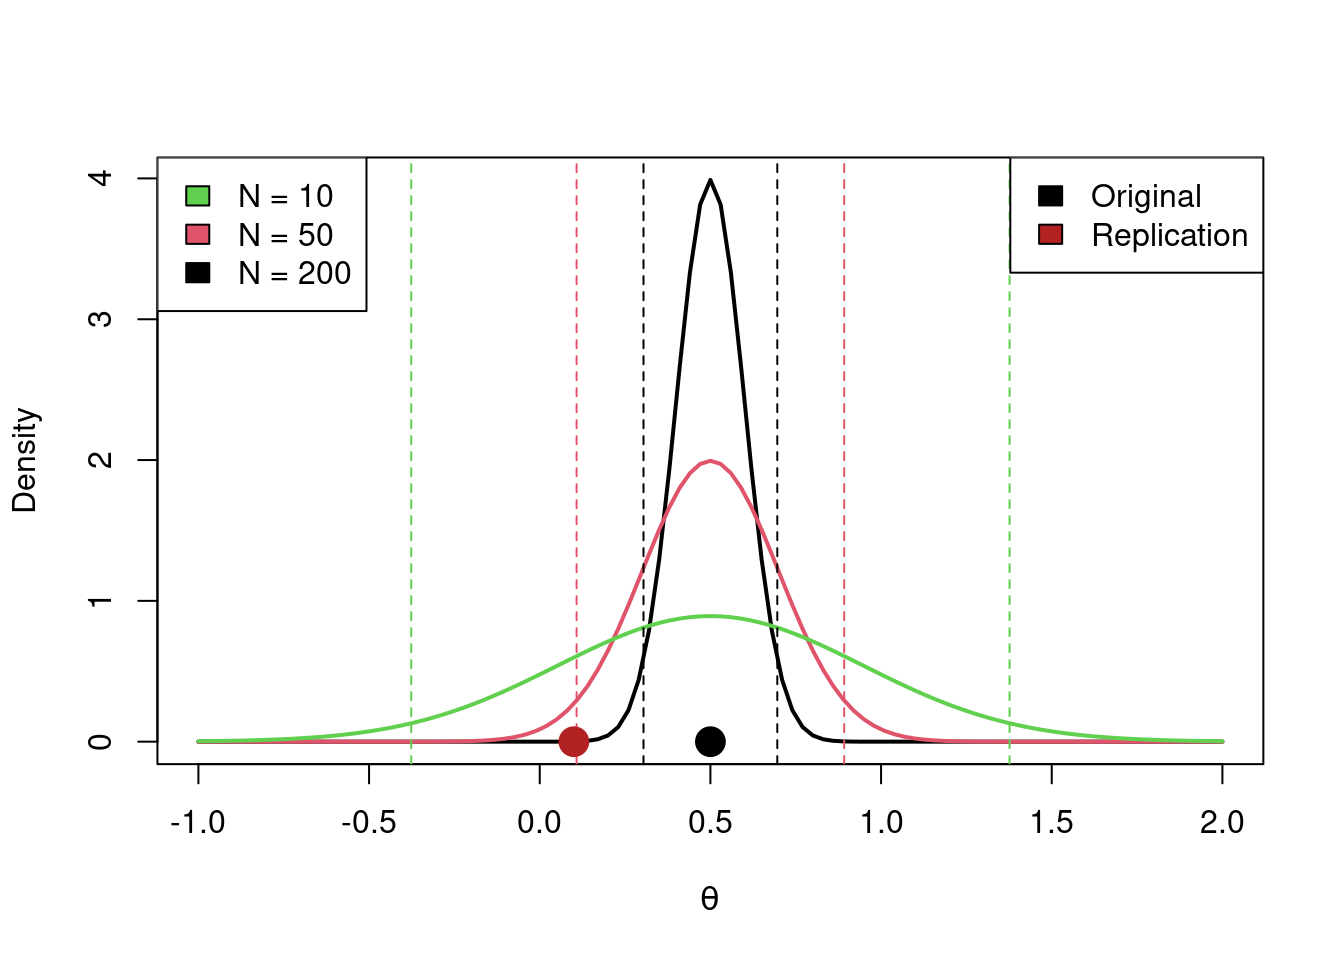 N = 10
N = 50
N = 200
Original
Replication
Density
4
3
2
1
0
-1.0
-0.5
0.0
0.5
1.0
1.5
2.0
θ